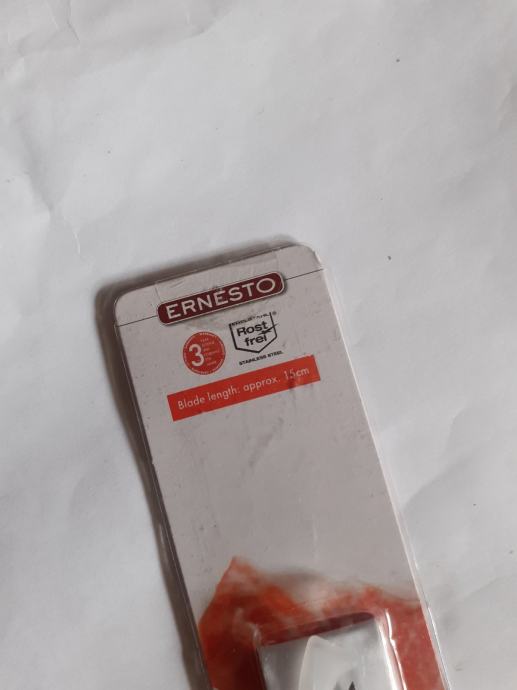 ERNESTO
3
Rost
frei
STAINLESS STEEL
Blade length: approx. 15cm